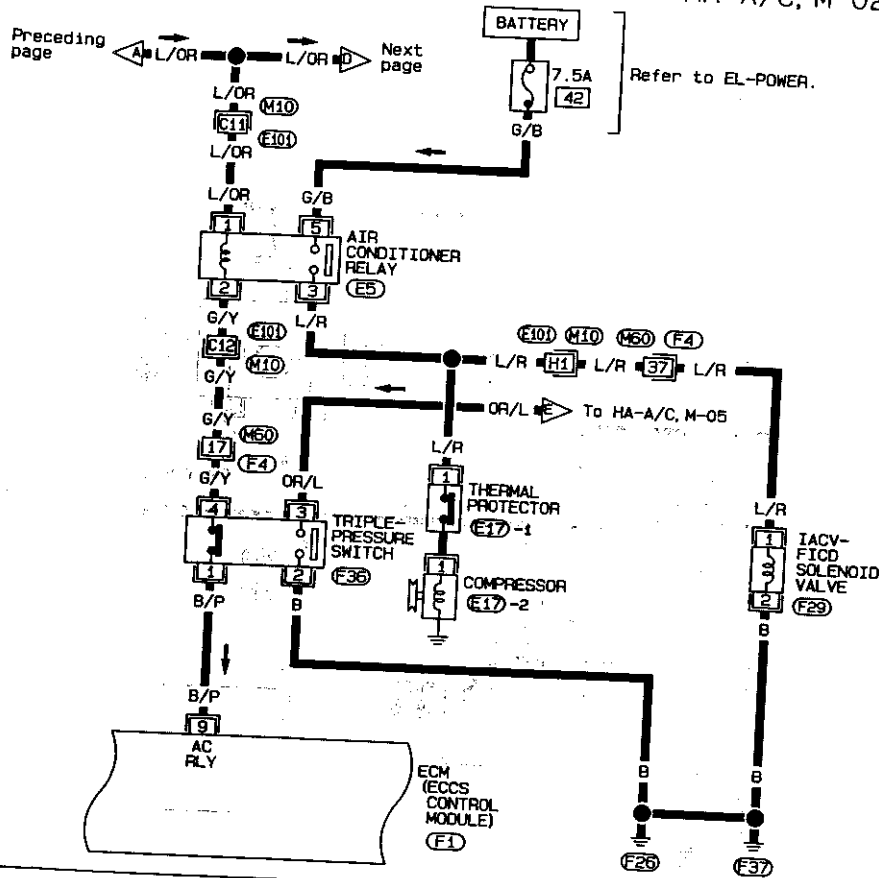 HA-A/C, M-02
Preceding
page
A
L/OR
L/OR
D
Next
page
BATTERY
7.5A
42
Refer to EL-POWER.
G/B
L/OR
M10
C11
E101
L/OR
L/OR
G/B
1
5
AIR
CONDITIONER
RELAY
E5
2
3
G/Y
L/R
E101
C12
M10
G/Y
E101
M10
M60
F4
L/R
H1
L/R
37
L/R
OR/L
E
To HA-A/C, M-05
G/Y
M60
17
F4
G/Y
OR/L
L/R
1
THERMAL
PROTECTOR
E17 -1
4
3
TRIPLE-
PRESSURE
SWITCH
F36
1
2
1
COMPRESSOR
E17 -2
L/R
1
IACV-
FICD
SOLENOID
VALVE
2
F29
B/P
B
B
B/P
9
AC
RLY
ECM
(ECCS
CONTROL
MODULE)
F1
B
B
F26
F37